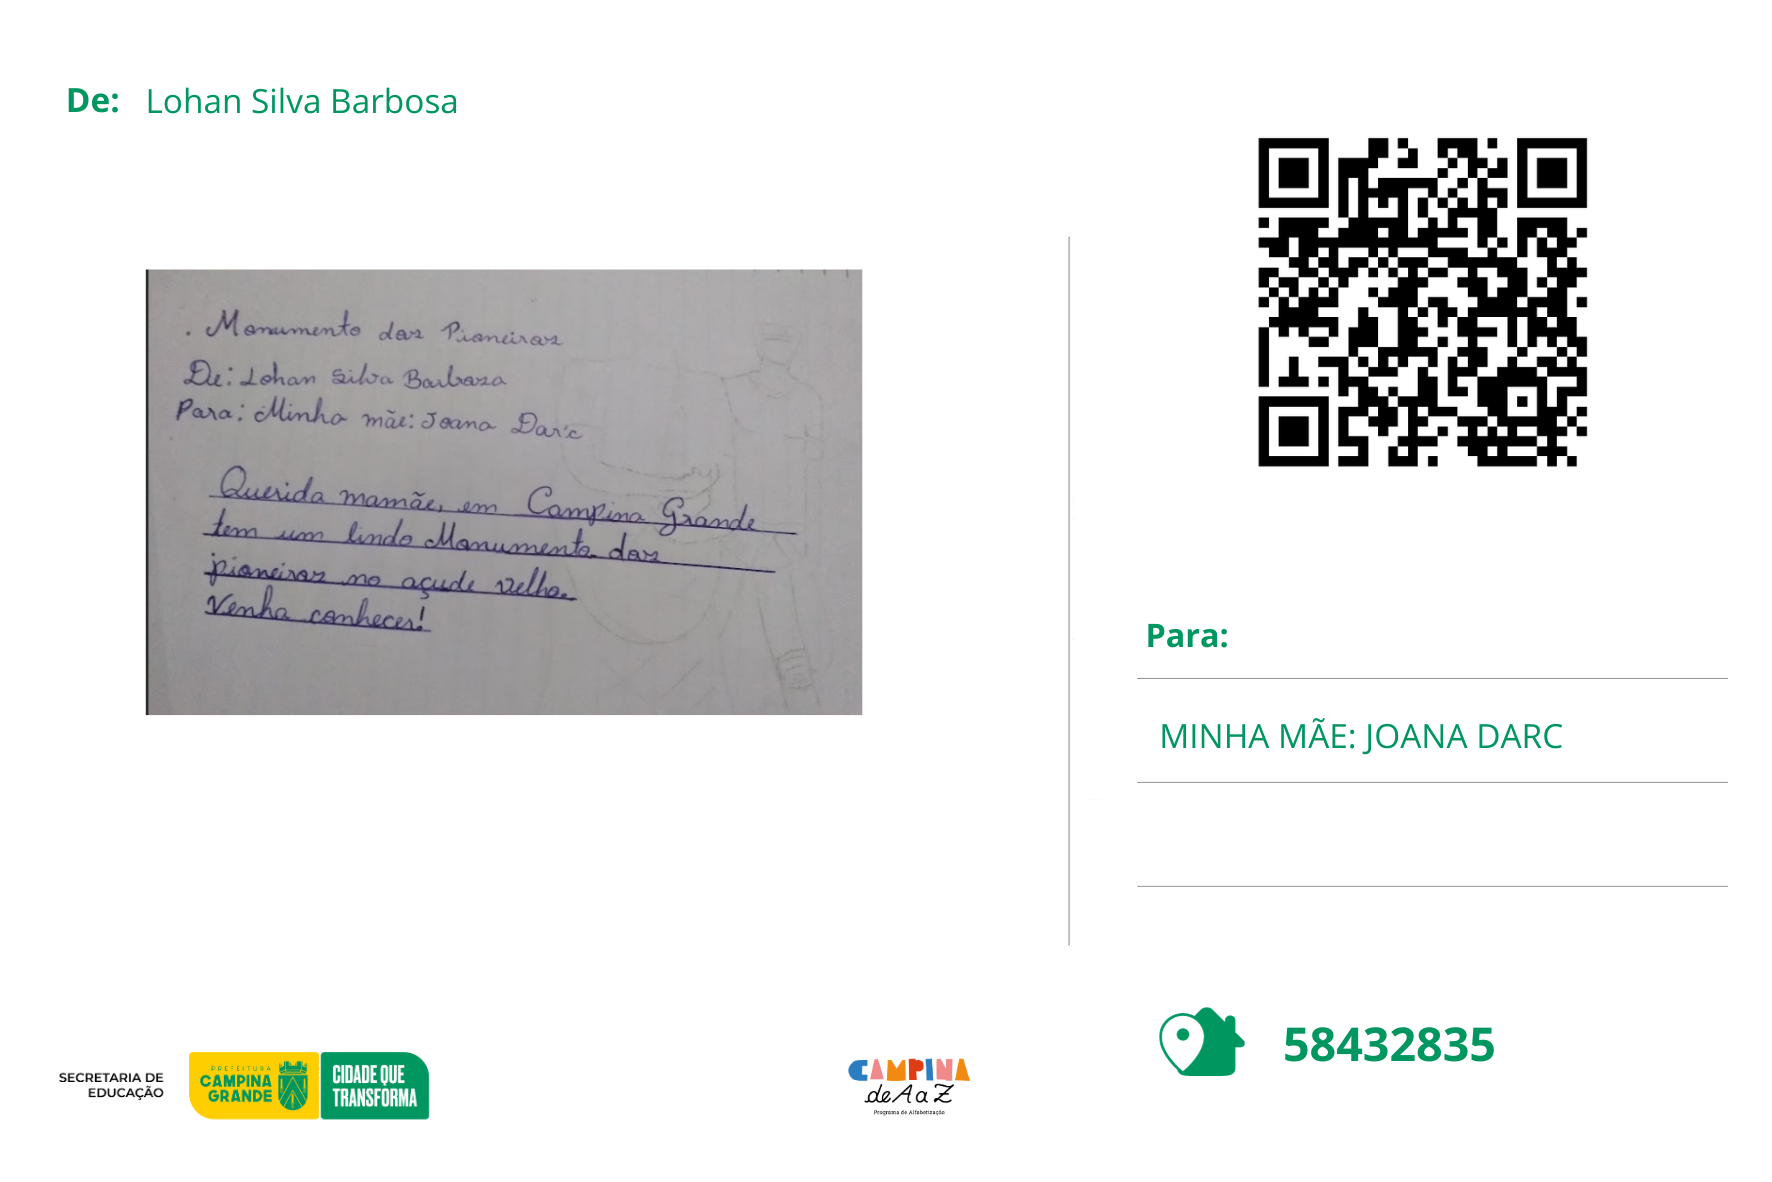 De: Lohan Silva Barbosa
. Monumento dos Pioneiros
De: Lohan Silva Barbosa
Para: Minha mãe: Joana Dar'c
Querida mamãe, em Campina Grande
tem um lindo Monumento dos
pioneiros no açude velho.
Venha conhecer!
Para:
MINHA MÃE: JOANA DARC
58432835
SECRETARIA DE
EDUCAÇÃO
PREFEITURA
CAMPINA
GRANDE
CIDADE QUE
TRANSFORMA
CAMPINA
de A a Z
Programa de Alfabetização